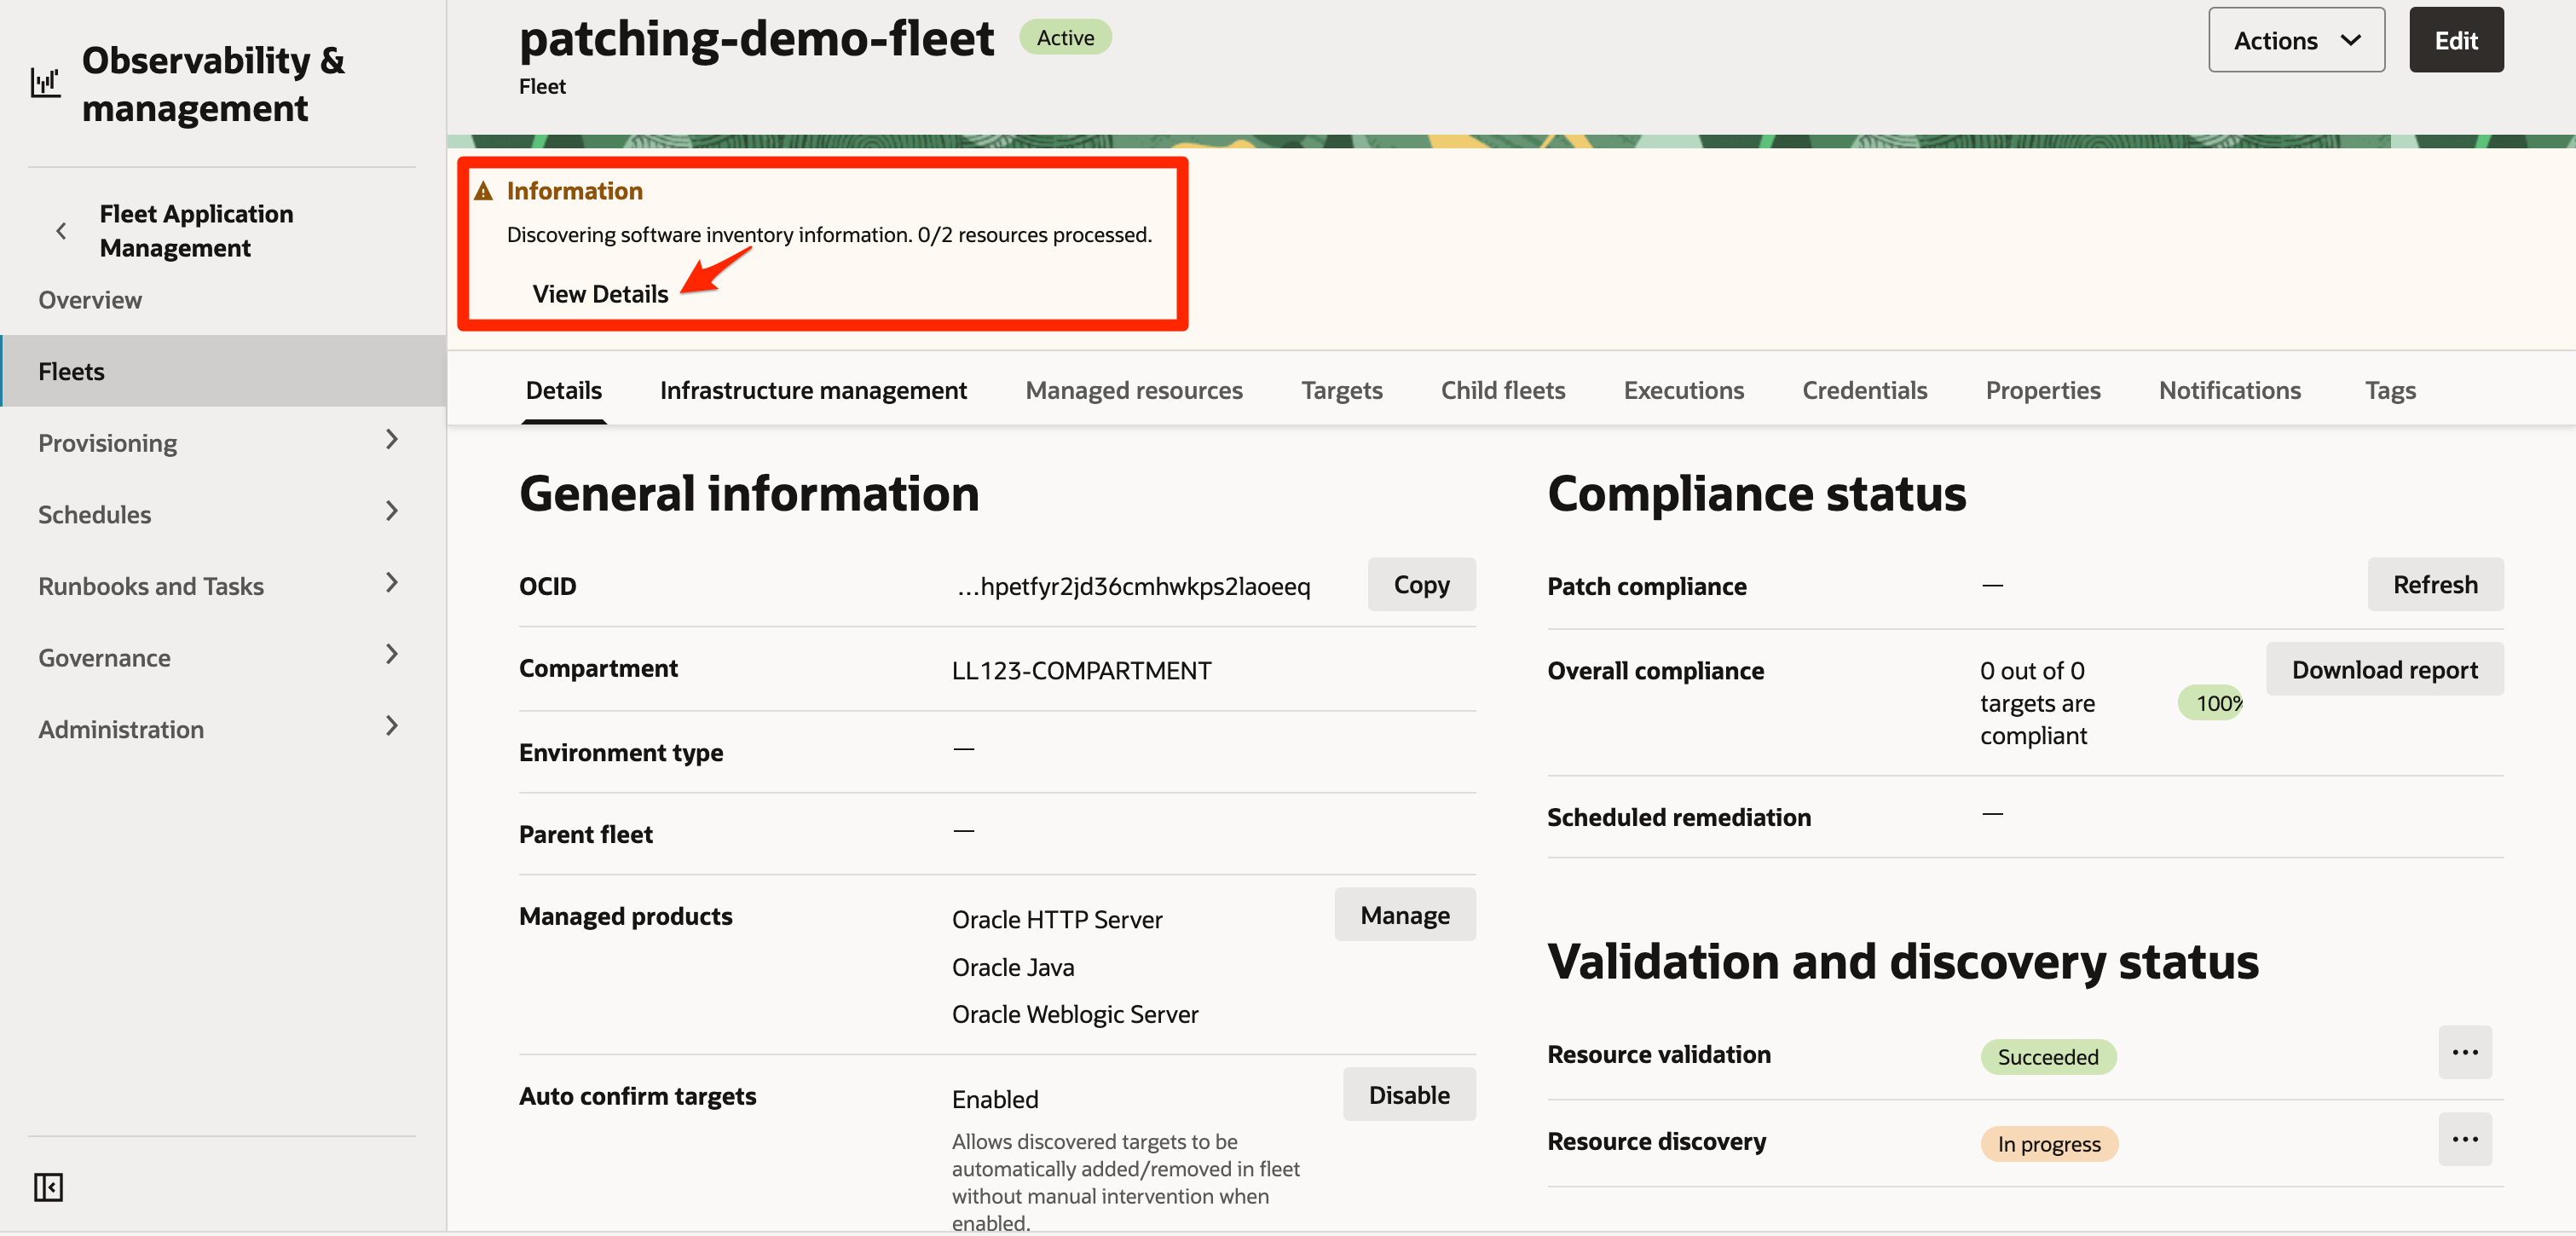 Observability &
management
Fleet Application
Management
Overview
Fleets
Provisioning
Schedules
Runbooks and Tasks
Governance
Administration
patching-demo-fleet
Active
Fleet
Actions
Edit
Information
Discovering software inventory information. 0/2 resources processed.
View Details
Details
Infrastructure management
Managed resources
Targets
Child fleets
Executions
Credentials
Properties
Notifications
Tags
General information
OCID
...hpetfyr2jd36cmhwkps2laoeeq
Copy
Compartment
LL123-COMPARTMENT
Environment type
—
Parent fleet
—
Managed products
Oracle HTTP Server
Manage
Oracle Java
Oracle Weblogic Server
Auto confirm targets
Enabled
Disable
Allows discovered targets to be
automatically added/removed in fleet
without manual intervention when
enabled.
Compliance status
Patch compliance
—
Refresh
Overall compliance
0 out of 0
targets are
compliant
100%
Download report
Scheduled remediation
—
Validation and discovery status
Resource validation
Succeeded
...
Resource discovery
In progress
...